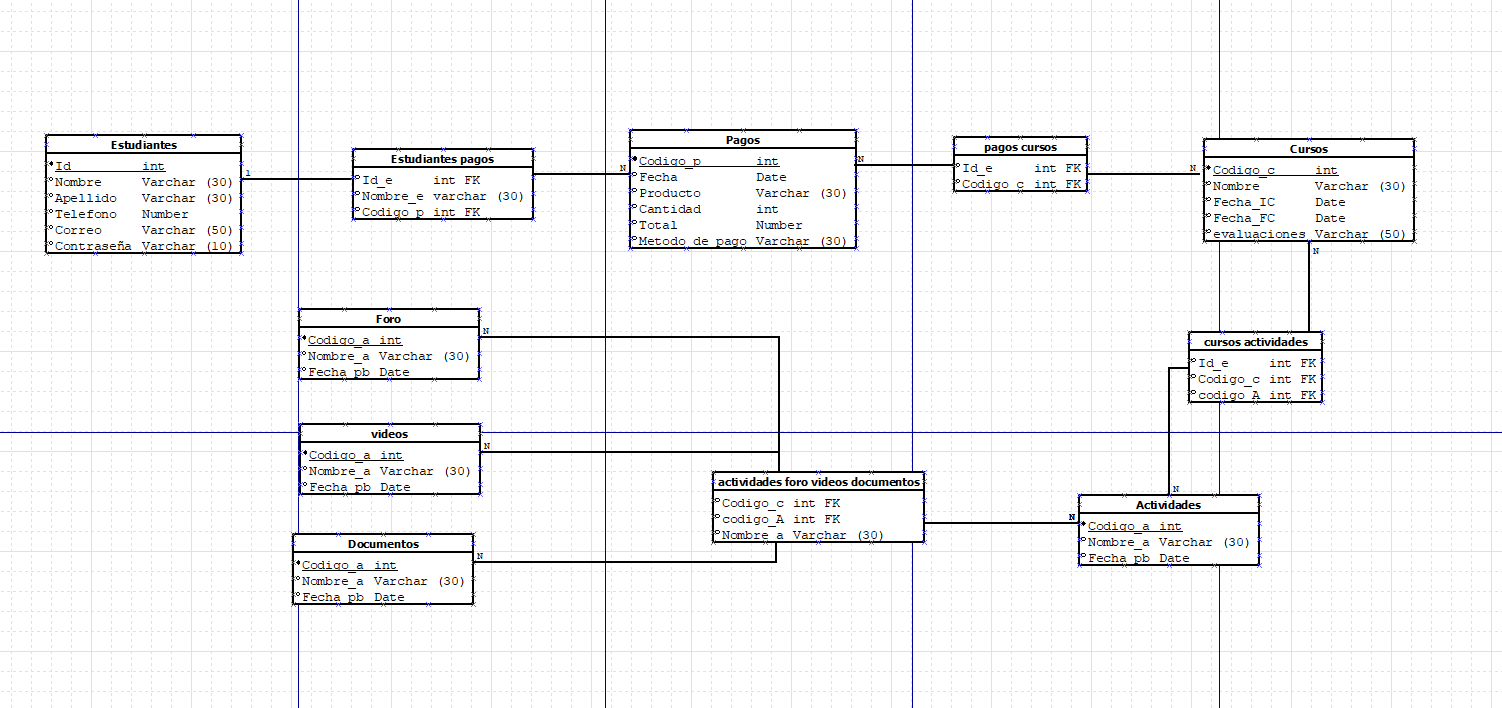 Estudiantes
Id int
Nombre Varchar (30)
Apellido Varchar (30)
Telefono Number
Correo Varchar (50)
Contraseña Varchar (10)
1
Estudiantes pagos
Id_e int FK
Nombre_e varchar (30)
Codigo_p int FK
N
Pagos
Codigo_p int
Fecha Date
Producto Varchar (30)
Cantidad int
Total Number
Metodo de pago Varchar (30)
N
pagos cursos
Id_e int FK
Codigo_c int FK
N
Cursos
Codigo_c int
Nombre Varchar (30)
Fecha_IC Date
Fecha_FC Date
evaluaciones Varchar (50)
N
Foro
Codigo_a int
Nombre_a Varchar (30)
Fecha_pb Date
N
cursos actividades
Id_e int FK
Codigo_c int FK
codigo_A int FK
videos
Codigo_a int
Nombre_a Varchar (30)
Fecha_pb Date
N
actividades foro videos documentos
Codigo_c int FK
codigo_A int FK
Nombre_a Varchar (30)
N
N
Actividades
Codigo_a int
Nombre_a Varchar (30)
Fecha_pb Date
Documentos
Codigo_a int
Nombre_a Varchar (30)
Fecha_pb Date
N